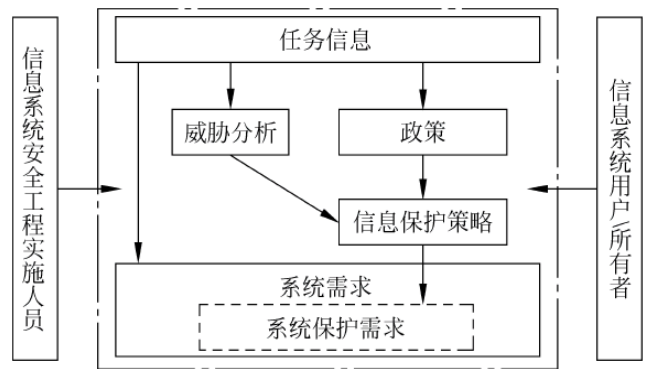 信息系统安全工程实施人员
任务信息
威胁分析
政策
信息保护策略
系统需求
系统保护需求
信息系统用户/所有者